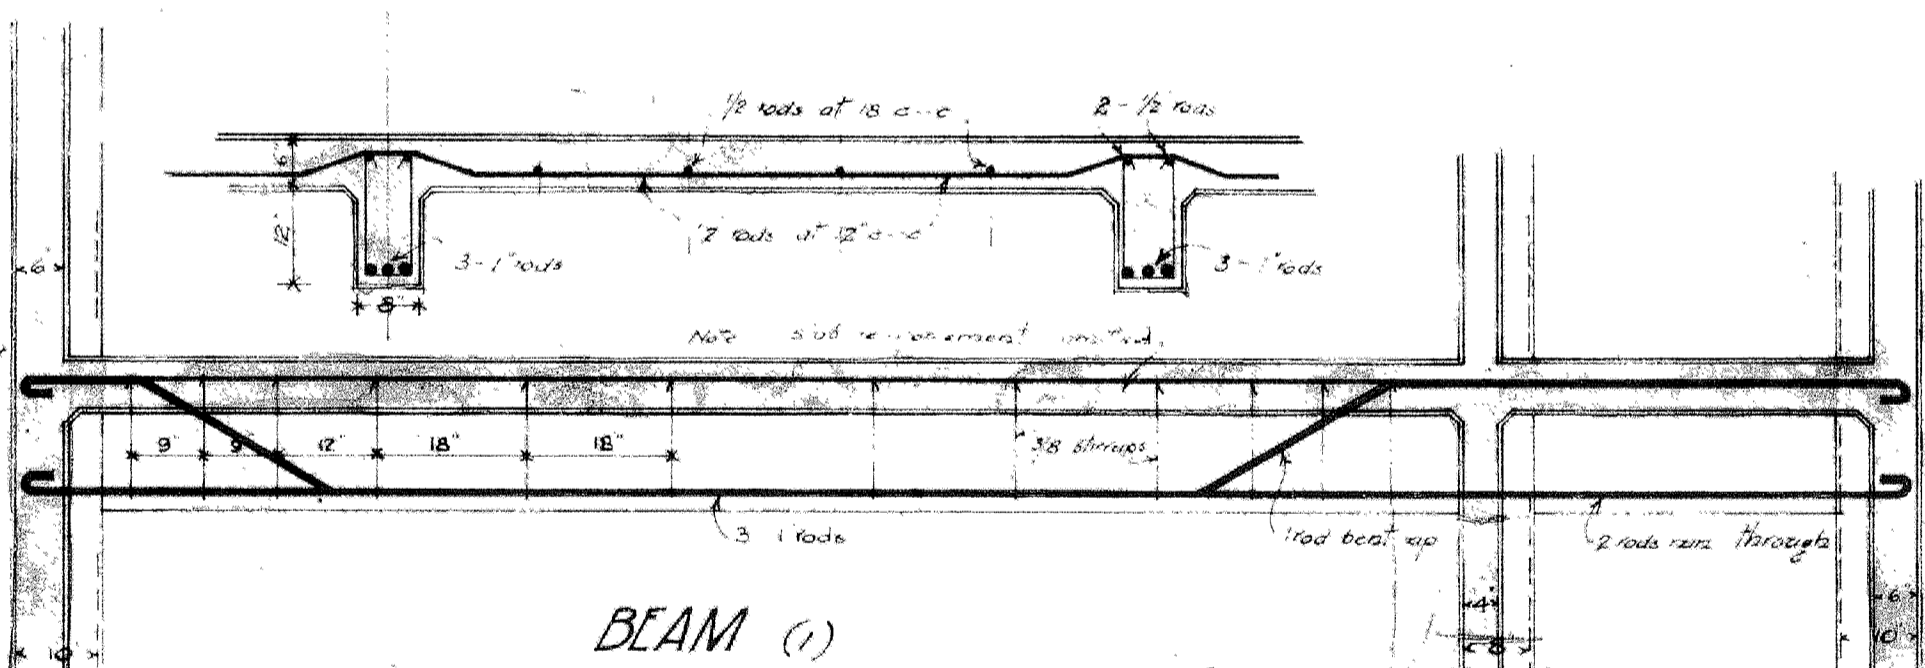 1/2 rods at 18 c--c
2 - 1/2 rods
6"
12"
6"
8"
2 rods at 12" c--c
3 - 1" rods
3 - 1" rods
Note
9"
9"
12"
18"
18"
3/8 stirrups
3 1 rods
1 rod bent up
2 rods run through
BEAM (1)
10"
4"
8"
6"
10"